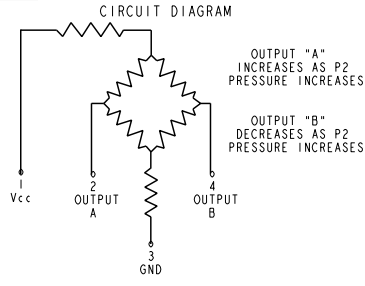 CIRCUIT DIAGRAM
OUTPUT "A"
INCREASES AS P2
PRESSURE INCREASES
OUTPUT "B"
DECREASES AS P2
PRESSURE INCREASES
1
Vcc
2
OUTPUT
A
4
OUTPUT
B
3
GND